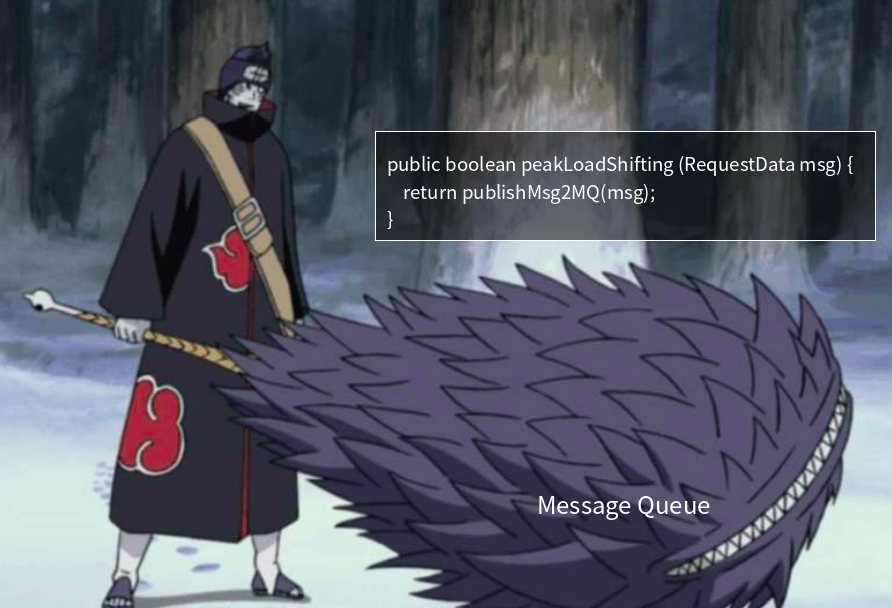 public boolean peakLoadShifting (RequestData msg) {
return publishMsg2MQ(msg);
}
Message Queue